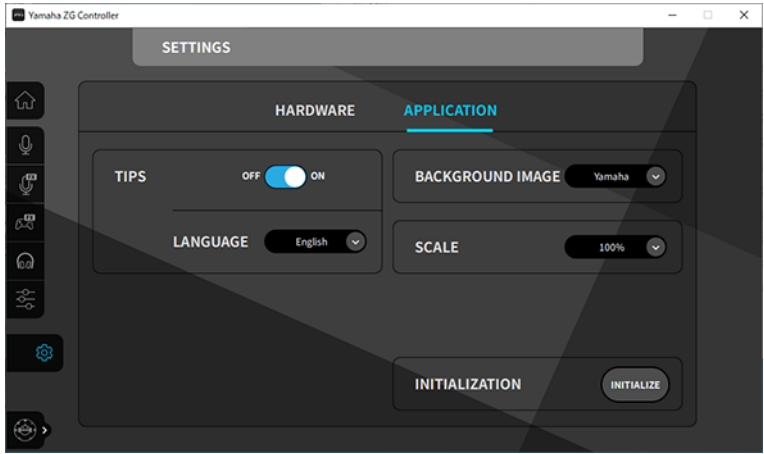 Yamaha ZG Controller
SETTINGS
HARDWARE
APPLICATION
TIPS
OFF
ON
LANGUAGE
English
BACKGROUND IMAGE
Yamaha
SCALE
100%
INITIALIZATION
INITIALIZE